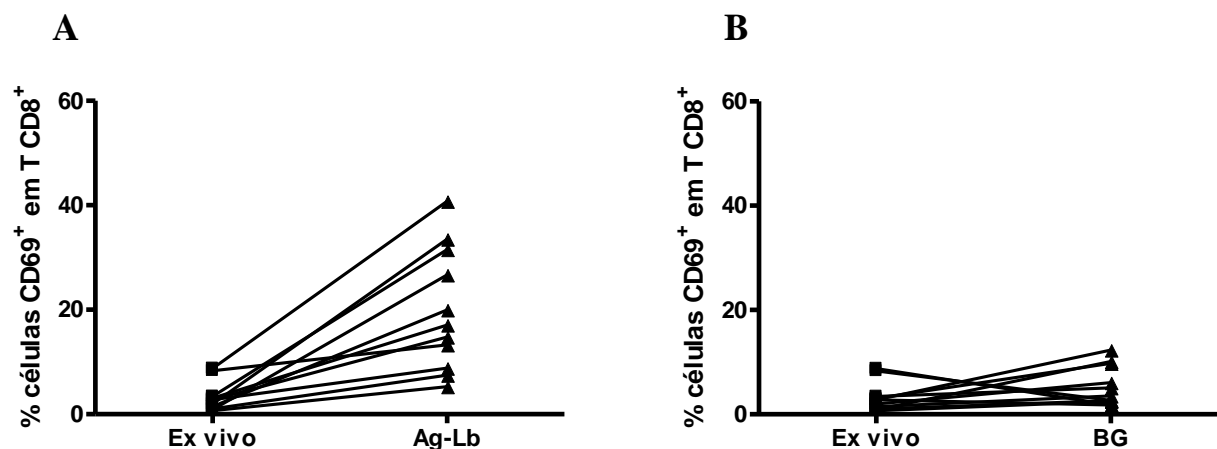 A
% células CD69+ em T CD8+
60
40
20
0
Ex vivo
Ag-Lb
B
% células CD69+ em T CD8+
60
40
20
0
Ex vivo
BG